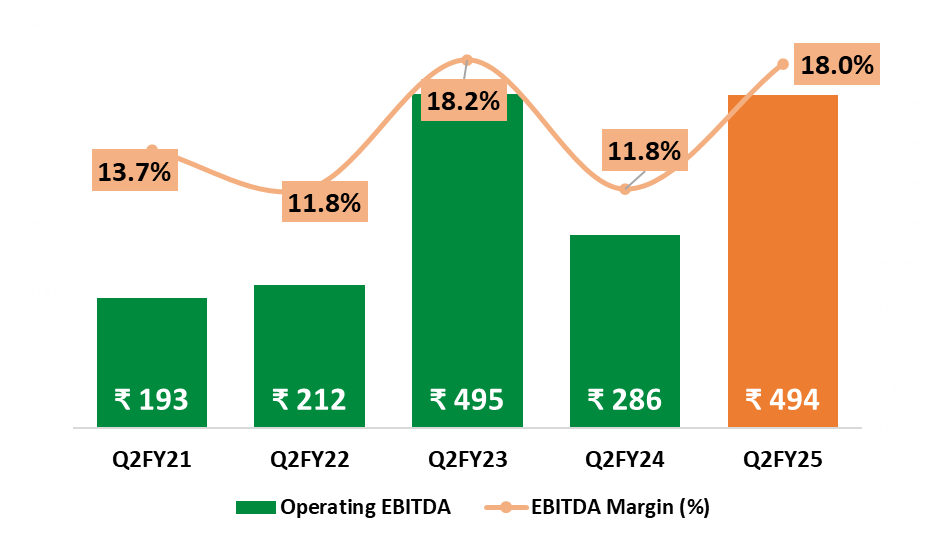 18.2%
18.0%
13.7%
11.8%
11.8%
₹ 193
₹ 212
₹ 495
₹ 286
₹ 494
Q2FY21
Q2FY22
Q2FY23
Q2FY24
Q2FY25
Operating EBITDA
EBITDA Margin (%)